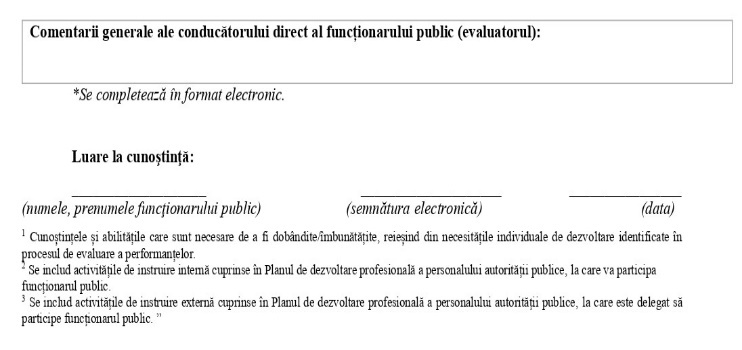 Comentarii generale ale conducătorului direct al funcționarului public (evaluatorul):
*Se completează în format electronic.
Luare la cunoștință:
(numele, prenumele funcționarului public) (semnătura electronică) (data)
1 Cunoștințele și abilitățile care sunt necesare de a fi dobândite/îmbunătățite, reieșind din necesitățile individuale de dezvoltare identificate în
procesul de evaluare a performanțelor.
2 Se includ activitățile de instruire internă cuprinse în Planul de dezvoltare profesională a personalului autorității publice, la care va participa
funcționarul public.
3 Se includ activitățile de instruire externă cuprinse în Planul de dezvoltare profesională a personalului autorității publice, la care este delegat să
participe funcționarul public. ”